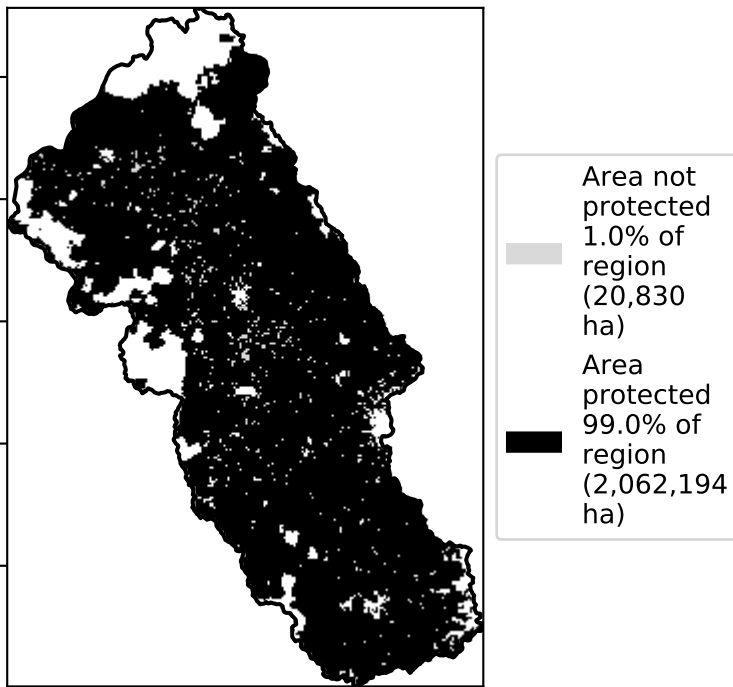 Area not
protected
1.0% of
region
(20,830
ha)
Area
protected
99.0% of
region
(2,062,194
ha)